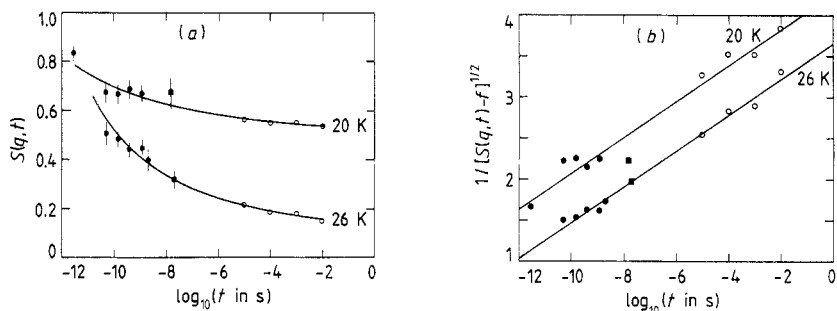 (a)
1.0
0.8
0.6
0.4
0.2
0.0
S(q,t)
20 K
26 K
-12 -10 -8 -6 -4 -2 0
log10(t in s)
(b)
4
3
2
1
1/[S(q,t)-f]^1/2
20 K
26 K
-12 -10 -8 -6 -4 -2 0
log10(t in s)